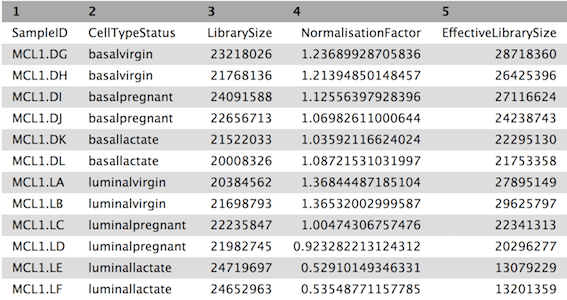 1 2 3 4 5
SampleID CellTypeStatus LibrarySize NormalisationFactor EffectiveLibrarySize
MCL1.DG basalvirgin 23218026 1.23689928705836 28718360
MCL1.DH basalvirgin 21768136 1.21394850148457 26425396
MCL1.DI basalpregnant 24091588 1.12556397928396 27116624
MCL1.DJ basalpregnant 22656713 1.06982611000644 24238743
MCL1.DK basallactate 21522033 1.03592116624024 22295130
MCL1.DL basallactate 20008326 1.08721531031997 21753358
MCL1.LA luminalvirgin 20384562 1.36844487185104 27895149
MCL1.LB luminalvirgin 21698793 1.36532002999587 29625797
MCL1.LC luminalpregnant 22235847 1.00474306757476 22341313
MCL1.LD luminalpregnant 21982745 0.923282213124312 20296277
MCL1.LE luminallactate 24719697 0.52910149346331 13079229
MCL1.LF luminallactate 24652963 0.53548771157785 13201359